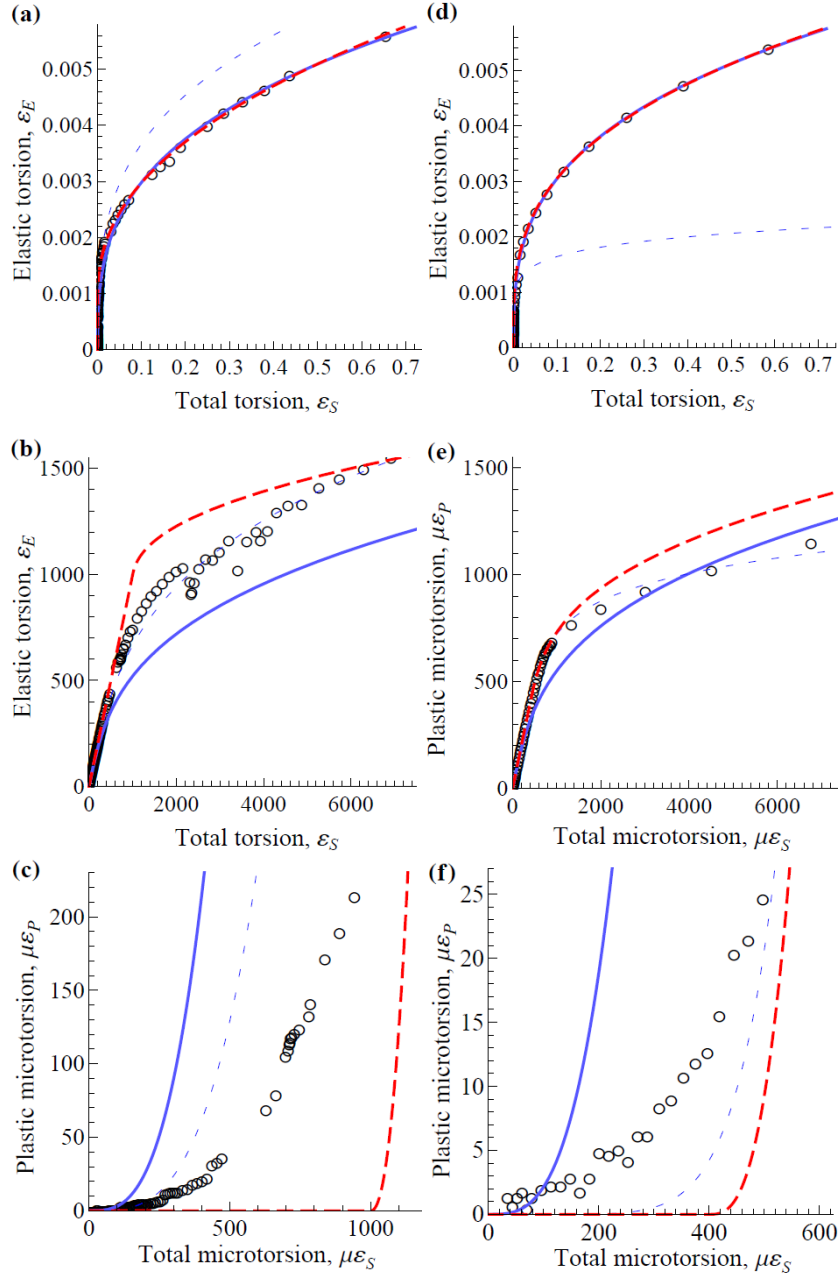 (a)
0.005
0.004
0.003
0.002
0.001
0
Elastic torsion, εE
0 0.1 0.2 0.3 0.4 0.5 0.6 0.7
Total torsion, εS
(d)
0.005
0.004
0.003
0.002
0.001
0
Elastic torsion, εE
0 0.1 0.2 0.3 0.4 0.5 0.6 0.7
Total torsion, εS
(b)
1500
1000
500
0
Elastic torsion, εE
0 2000 4000 6000
Total torsion, εS
(e)
1500
1000
500
0
Plastic microtorsion, μεP
0 2000 4000 6000
Total microtorsion, μεS
(c)
200
150
100
50
0
Plastic microtorsion, μεP
0 500 1000
Total microtorsion, μεS
(f)
25
20
15
10
5
0
Plastic microtorsion, μεP
0 200 400 600
Total microtorsion, μεS